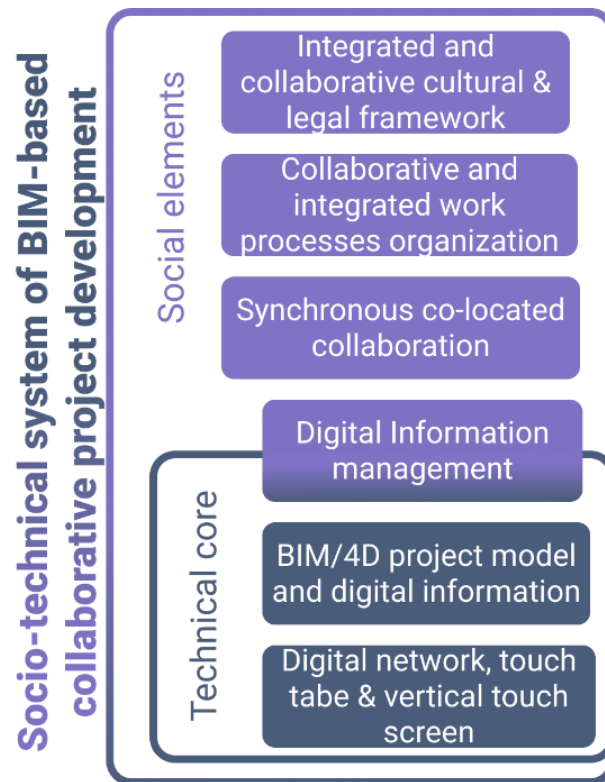 Socio-technical system of BIM-based
collaborative project development
Social elements
Integrated and
collaborative cultural &
legal framework
Collaborative and
integrated work
processes organization
Synchronous co-located
collaboration
Digital Information
management
Technical core
BIM/4D project model
and digital information
Digital network, touch
tabe & vertical touch
screen